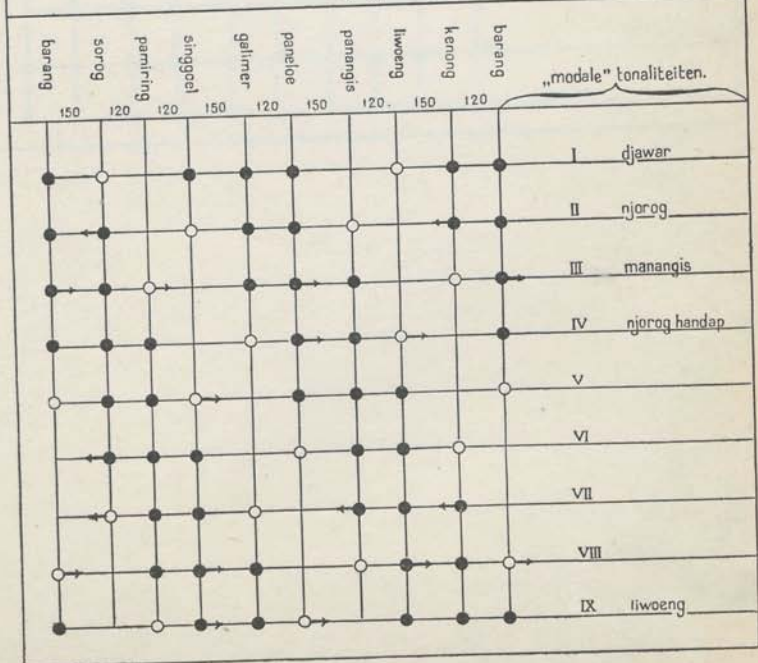 barang sorog pamiring singgoel galimer paneloe panangis liwoeng kenong barang
„modale" tonaliteiten.
150 120 120 150 120 150 120 150 120
I djawar
II njorog
III manangis
IV njorog handap
V
VI
VII
VIII
IX liwoeng